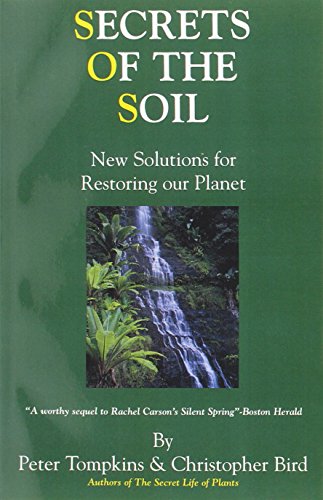 SECRETS
OF THE
SOIL
New Solutions for
Restoring our Planet
"A worthy sequel to Rachel Carson's Silent Spring"-Boston Herald
By
Peter Tompkins & Christopher Bird
Authors of The Secret Life of Plants